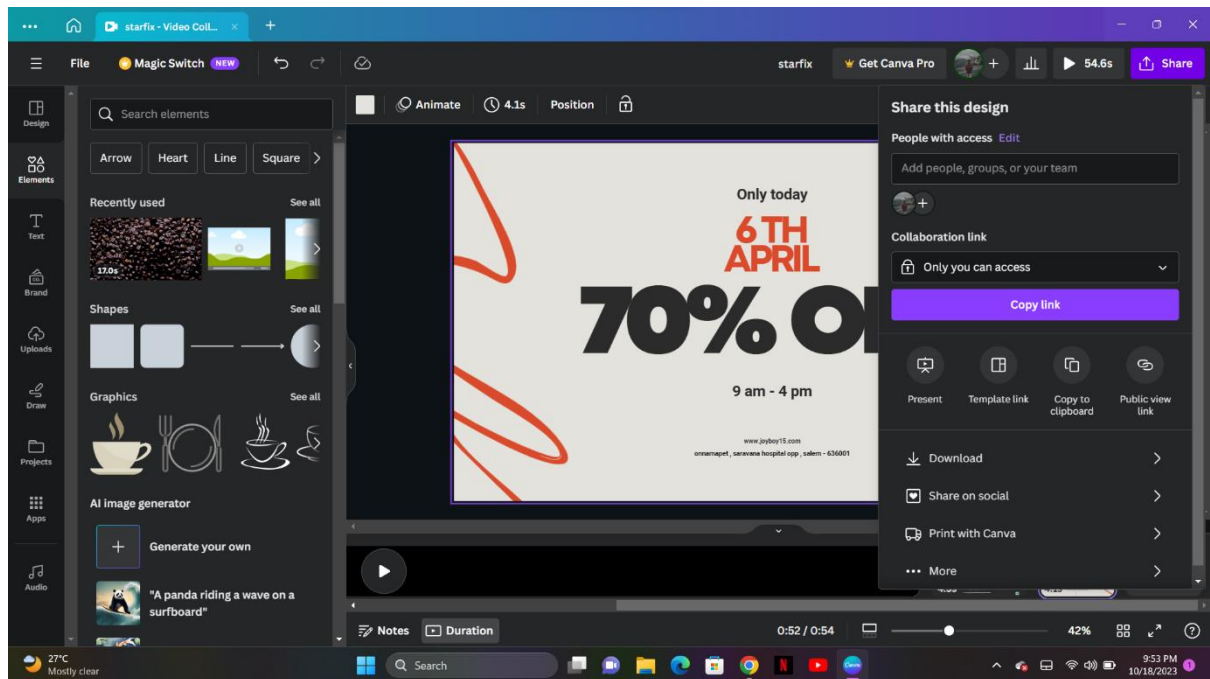 starfix - Video Coll...
File
Magic Switch NEW
starfix
Get Canva Pro
54.6s
Share
Design
Elements
Text
Brand
Uploads
Draw
Projects
Apps
Audio
Search elements
Arrow Heart Line Square
Recently used See all
17.0s
Shapes See all
Graphics See all
AI image generator
Generate your own
"A panda riding a wave on a
surfboard"
Animate 4.1s Position
Only today
6 TH
APRIL
70%
9 am - 4 pm
www.joyboy15.com
onnamapet , saravana hospital opp , salem - 636001
Share this design
People with access Edit
Add people, groups, or your team
Collaboration link
Only you can access
Copy link
Present
Template link
Copy to
clipboard
Public view
link
Download
Share on social
Print with Canva
More
Notes Duration 0:52 / 0:54 42%
27°C
Mostly clear
Search
Canva
9:53 PM
10/18/2023
1